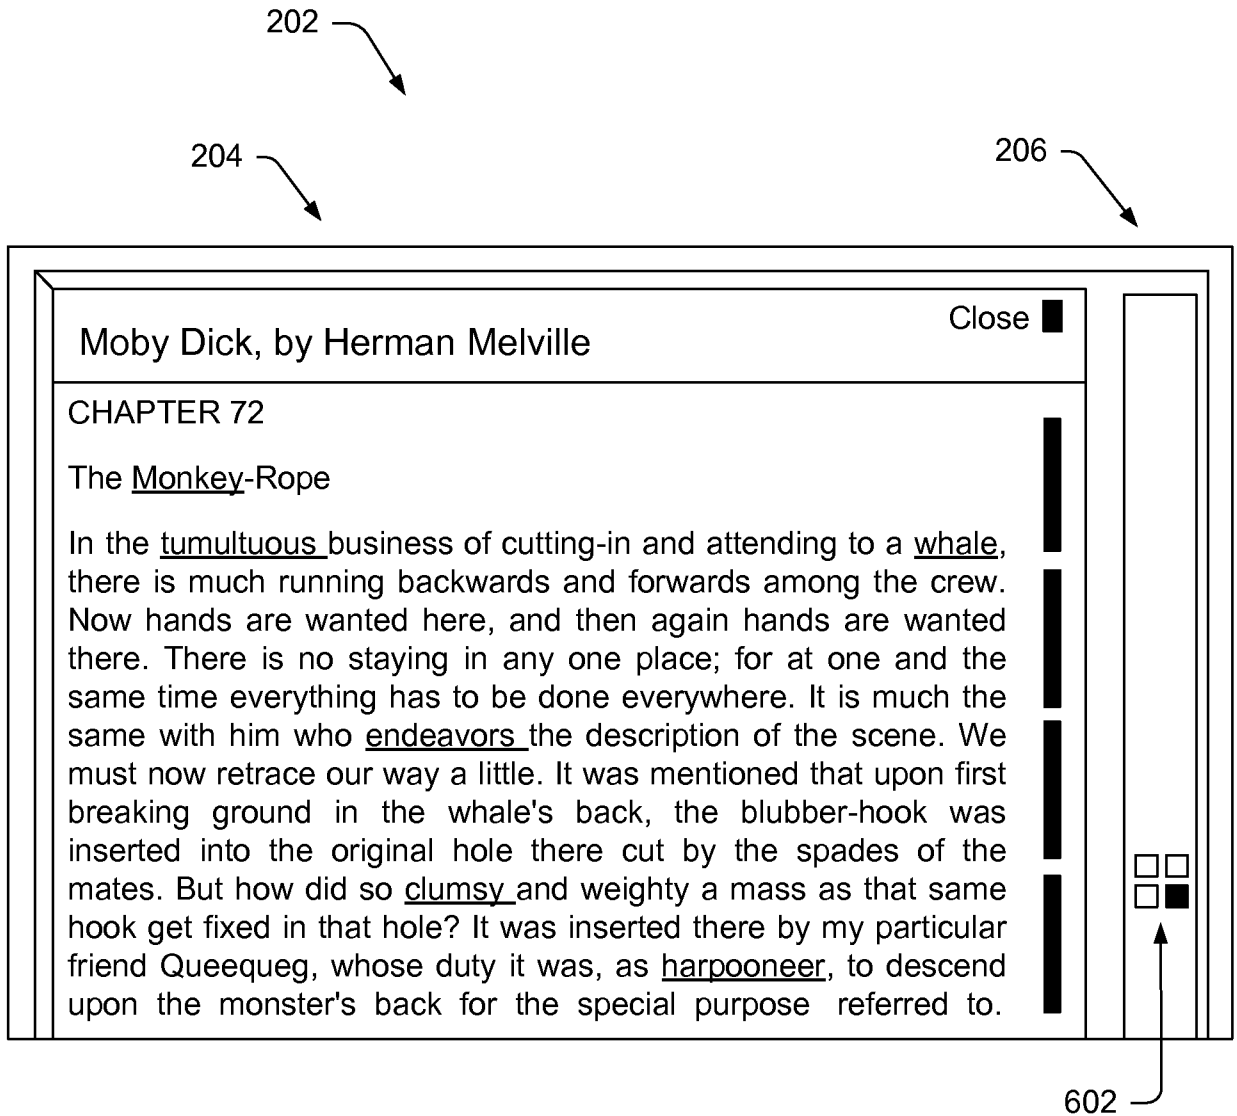 202
204
206
Close
Moby Dick, by Herman Melville
CHAPTER 72
The Monkey-Rope
In the tumultuous business of cutting-in and attending to a whale,
there is much running backwards and forwards among the crew.
Now hands are wanted here, and then again hands are wanted
there. There is no staying in any one place; for at one and the
same time everything has to be done everywhere. It is much the
same with him who endeavors the description of the scene. We
must now retrace our way a little. It was mentioned that upon first
breaking ground in the whale's back, the blubber-hook was
inserted into the original hole there cut by the spades of the
mates. But how did so clumsy and weighty a mass as that same
hook get fixed in that hole? It was inserted there by my particular
friend Queequeg, whose duty it was, as harpooneer, to descend
upon the monster's back for the special purpose referred to.
602